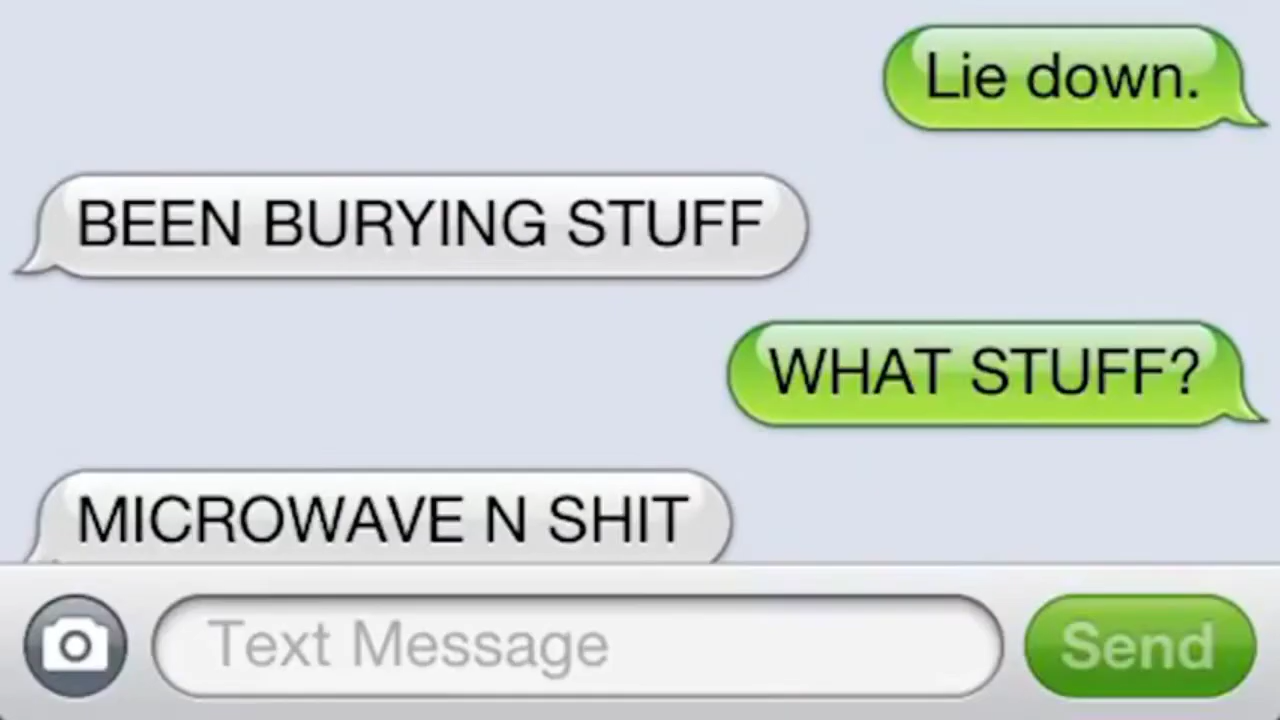 Lie down.
BEEN BURYING STUFF
WHAT STUFF?
MICROWAVE N SHIT
Text Message
Send